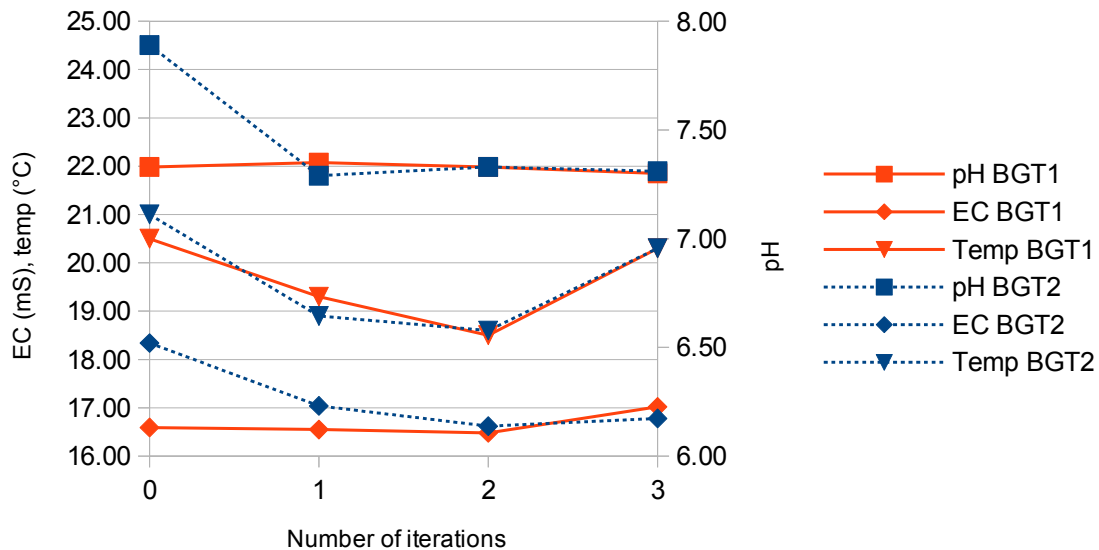 25.00
24.00
23.00
22.00
21.00
20.00
19.00
18.00
17.00
16.00
EC (mS), temp (°C)
8.00
7.50
7.00
6.50
6.00
pH
0 1 2 3
Number of iterations
pH BGT1
EC BGT1
Temp BGT1
pH BGT2
EC BGT2
Temp BGT2